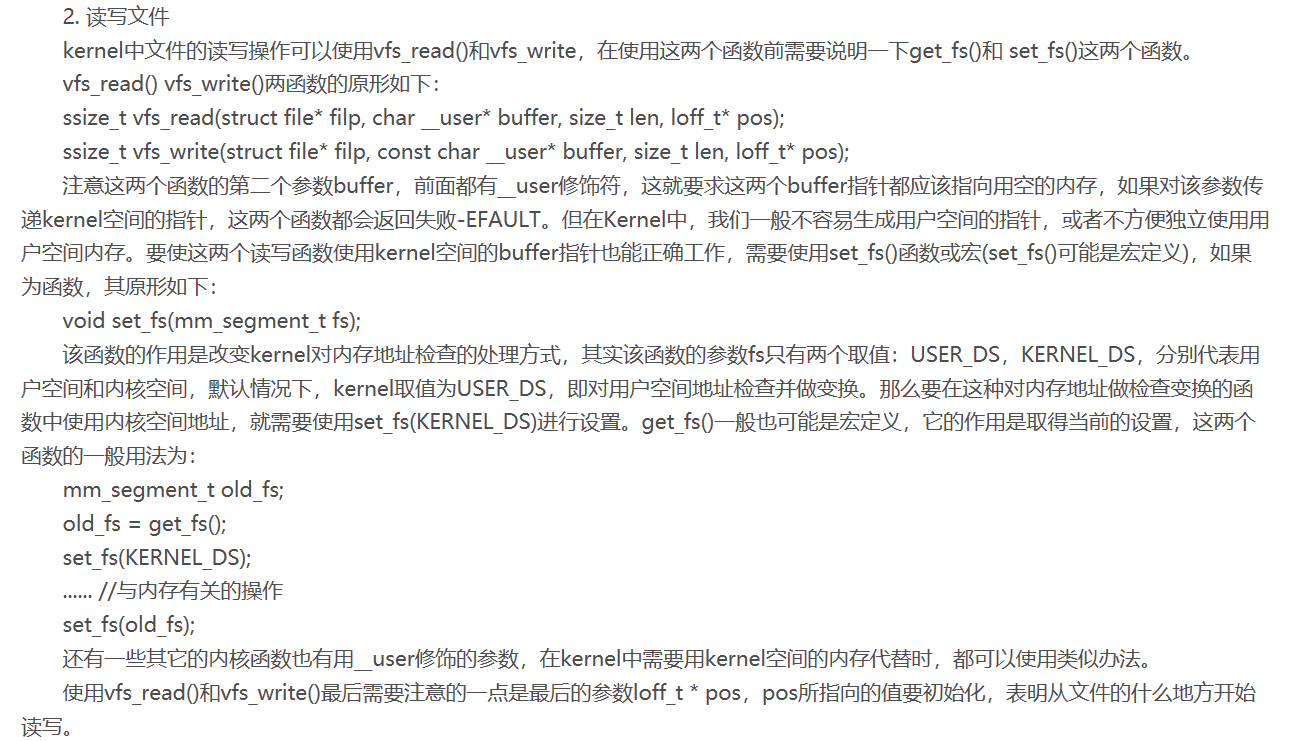 2. 读写文件
kernel中文件的读写操作可以使用vfs_read()和vfs_write，在使用这两个函数前需要说明一下get_fs()和 set_fs()这两个函数。
vfs_read() vfs_write()两函数的原形如下：
ssize_t vfs_read(struct file* filp, char __user* buffer, size_t len, loff_t* pos);
ssize_t vfs_write(struct file* filp, const char __user* buffer, size_t len, loff_t* pos);
注意这两个函数的第二个参数buffer，前面都有__user修饰符，这就要求这两个buffer指针都应该指向用空的内存，如果对该参数传
递kernel空间的指针，这两个函数都会返回失败-EFAULT。但在Kernel中，我们一般不容易生成用户空间的指针，或者不方便独立使用用
户空间内存。要使这两个读写函数使用kernel空间的buffer指针也能正确工作，需要使用set_fs()函数或宏(set_fs()可能是宏定义)，如果
为函数，其原形如下：
void set_fs(mm_segment_t fs);
该函数的作用是改变kernel对内存地址检查的处理方式，其实该函数的参数fs只有两个取值：USER_DS，KERNEL_DS，分别代表用
户空间和内核空间，默认情况下，kernel取值为USER_DS，即对用户空间地址检查并做变换。那么要在这种对内存地址做检查变换的函
数中使用内核空间地址，就需要使用set_fs(KERNEL_DS)进行设置。get_fs()一般也可能是宏定义，它的作用是取得当前的设置，这两个
函数的一般用法为：
mm_segment_t old_fs;
old_fs = get_fs();
set_fs(KERNEL_DS);
...... //与内存有关的操作
set_fs(old_fs);
还有一些其它的内核函数也有用__user修饰的参数，在kernel中需要用kernel空间的内存代替时，都可以使用类似办法。
使用vfs_read()和vfs_write()最后需要注意的一点是最后的参数loff_t * pos，pos所指向的值要初始化，表明从文件的什么地方开始
读写。